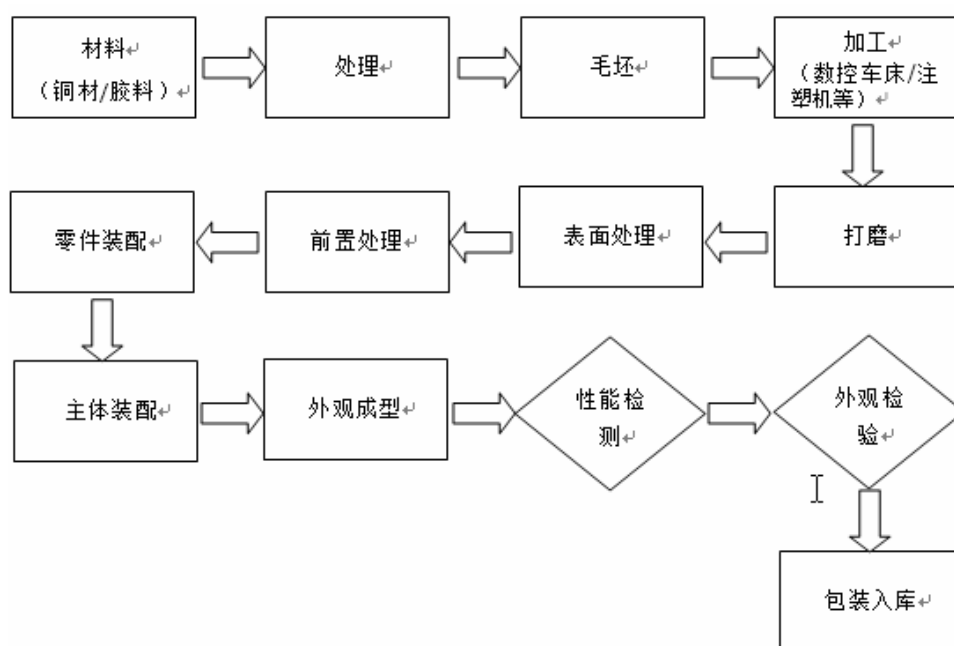 材料
（铜材/胶料）
处理
毛坯
加工
（数控车床/注
塑机等）
打磨
表面处理
前置处理
零件装配
主体装配
外观成型
性能检
测
外观检
验
包装入库